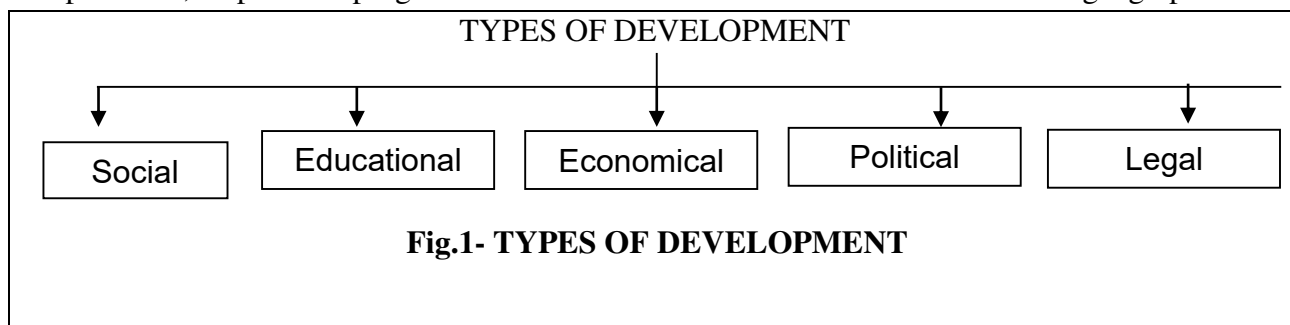 TYPES OF DEVELOPMENT
Social Educational Economical Political Legal
Fig.1- TYPES OF DEVELOPMENT